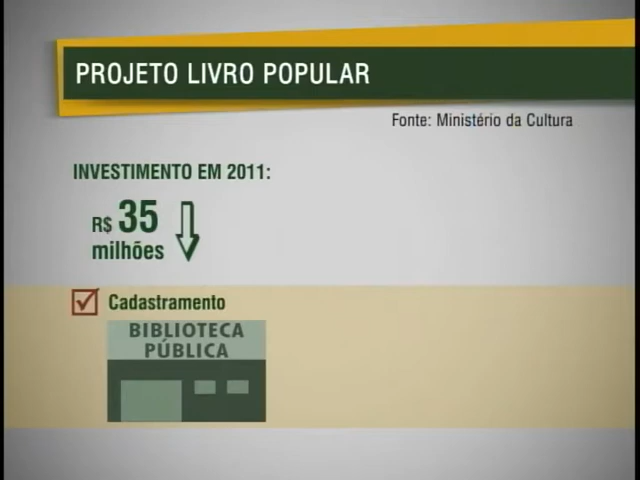 PROJETO LIVRO POPULAR
Fonte: Ministério da Cultura
INVESTIMENTO EM 2011:
R$ 35
milhões
Cadastramento
BIBLIOTECA
PÚBLICA